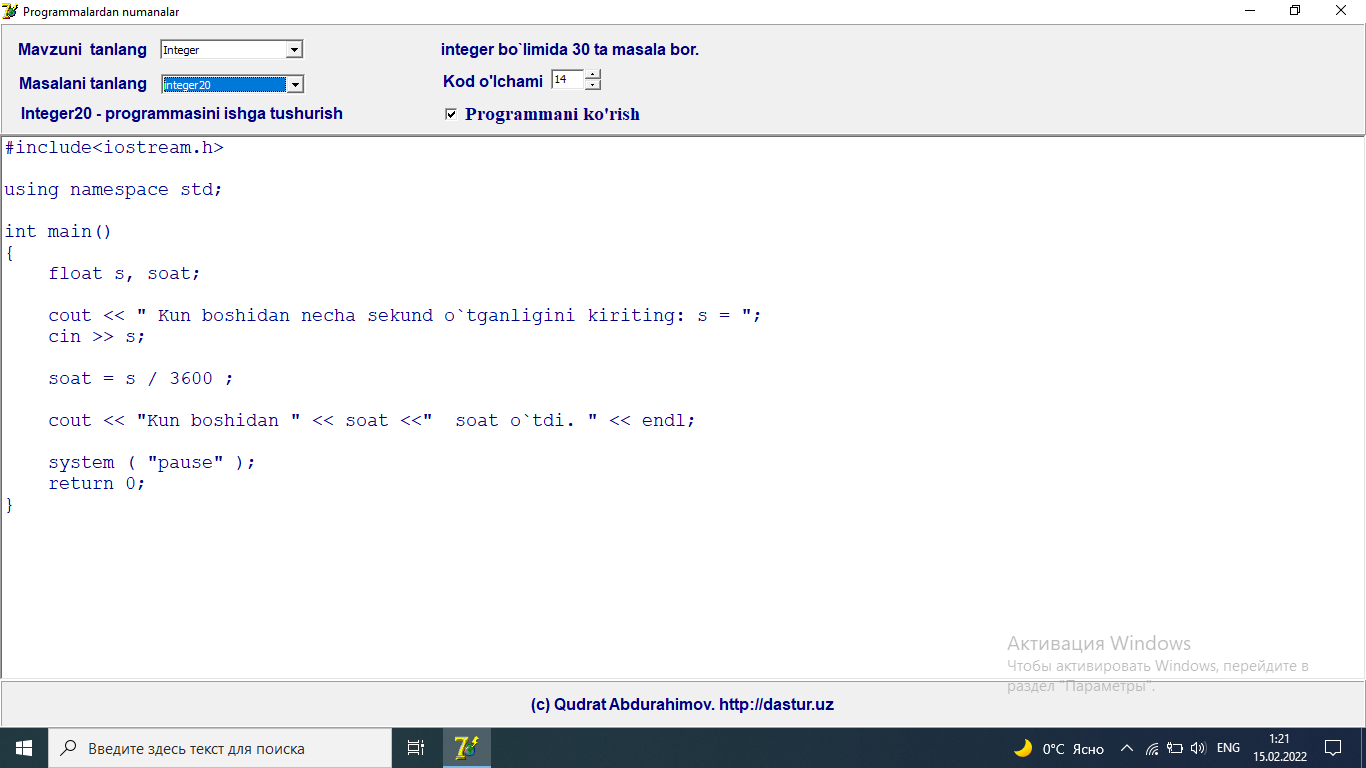 Programmalardan numanalar
Mavzuni tanlang Integer
integer bo`limida 30 ta masala bor.
Masalani tanlang integer20
Kod o'lchami 14
Integer20 - programmasini ishga tushurish
Programmani ko'rish
#include<iostream.h>
using namespace std;
int main()
{
    float s, soat;
    cout << " Kun boshidan necha sekund o`tganligini kiriting: s = ";
    cin >> s;
    soat = s / 3600 ;
    cout << "Kun boshidan " << soat <<"  soat o`tdi. " << endl;
    system ( "pause" );
    return 0;
}
Активация Windows
Чтобы активировать Windows, перейдите в
раздел "Параметры".
(c) Qudrat Abdurahimov. http://dastur.uz
Введите здесь текст для поиска
0°C Ясно
ENG
1:21
15.02.2022